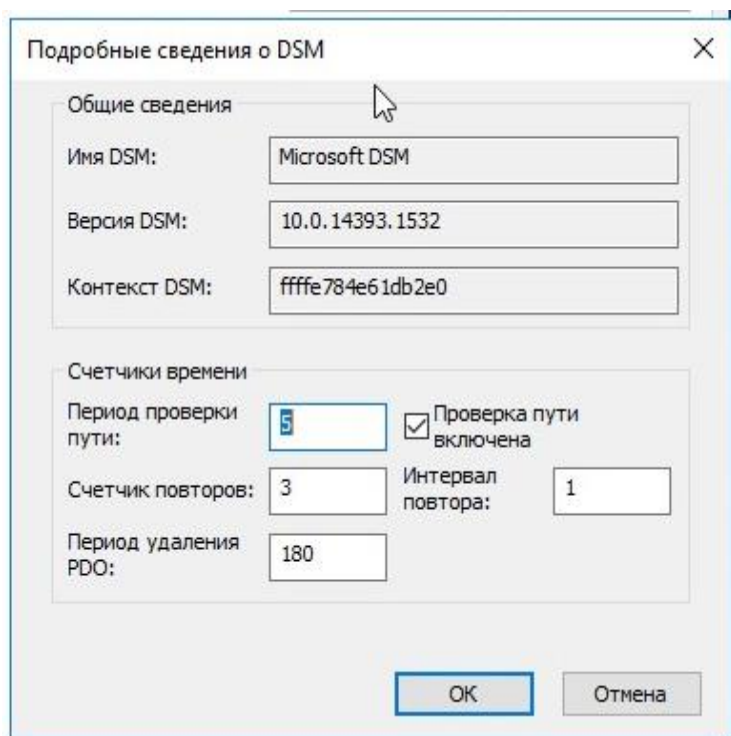 Подробные сведения о DSM
Общие сведения
Имя DSM:
Microsoft DSM
Версия DSM:
10.0.14393.1532
Контекст DSM:
ffffe784e61db2e0
Счетчики времени
Период проверки
пути:
5
Проверка пути
включена
Счетчик повторов:
3
Интервал
повтора:
1
Период удаления
PDO:
180
ОК
Отмена